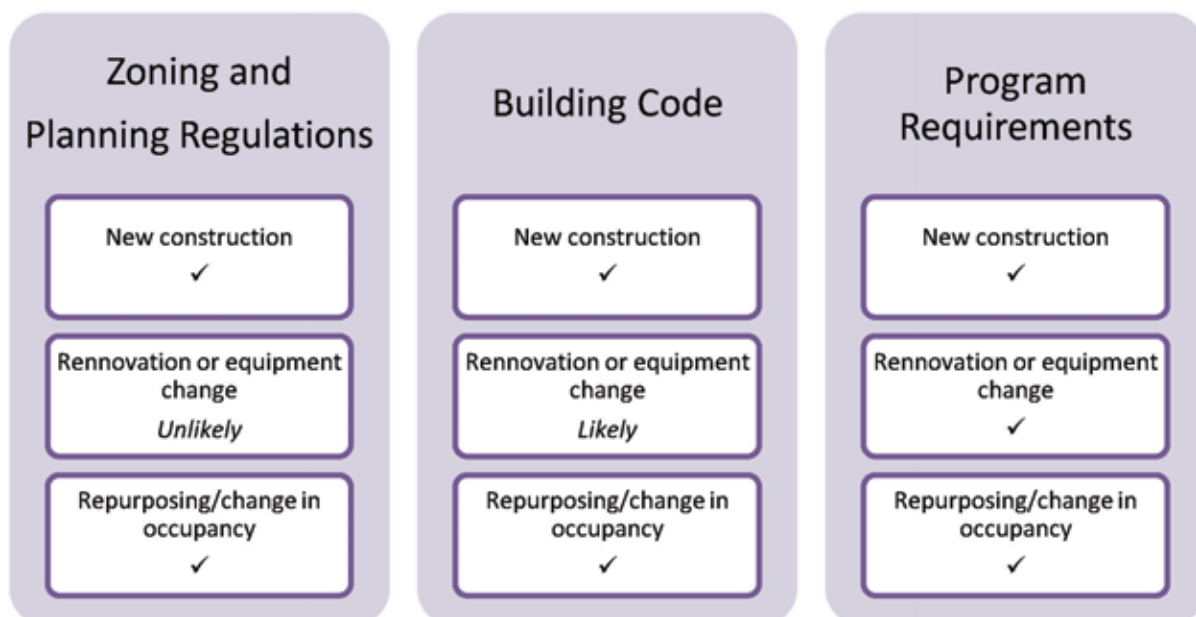 Zoning and
Planning Regulations
New construction
✓
Rennovation or equipment
change
Unlikely
Repurposing/change in
occupancy
✓
Building Code
New construction
✓
Rennovation or equipment
change
Likely
Repurposing/change in
occupancy
✓
Program
Requirements
New construction
✓
Rennovation or equipment
change
✓
Repurposing/change in
occupancy
✓